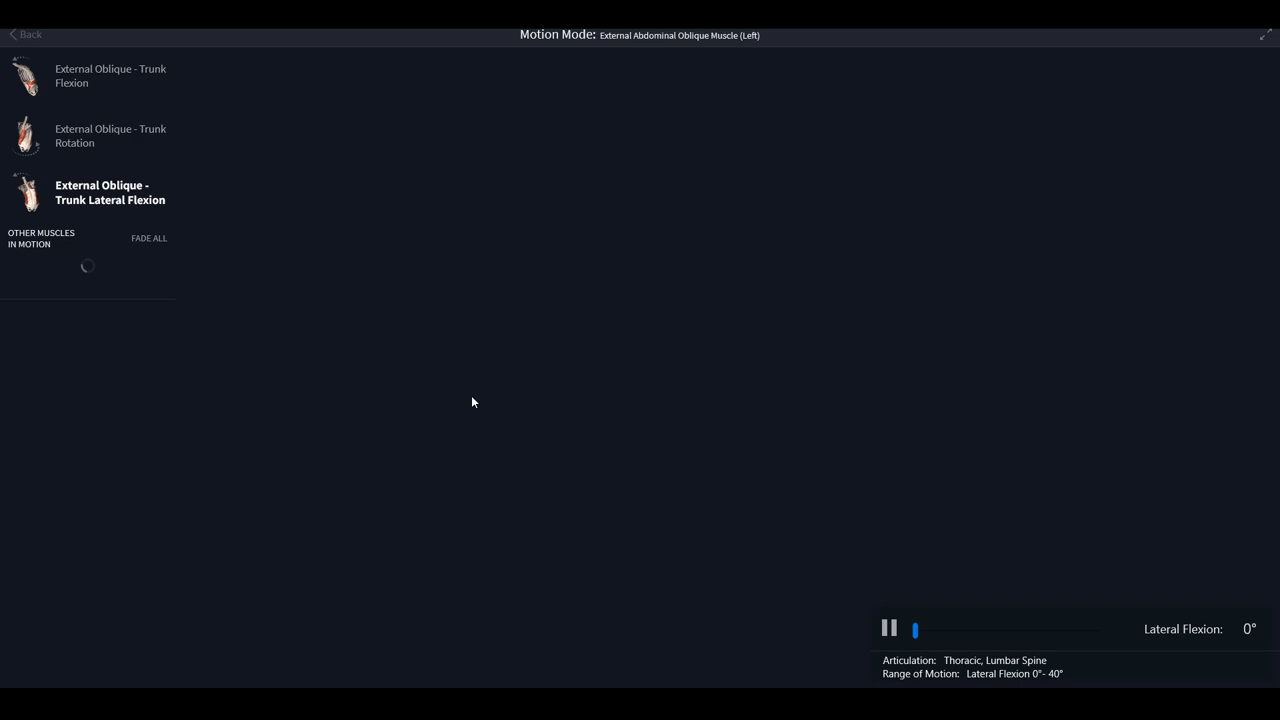 Back
Motion Mode: External Abdominal Oblique Muscle (Left)
External Oblique - Trunk
Flexion
External Oblique - Trunk
Rotation
External Oblique -
Trunk Lateral Flexion
OTHER MUSCLES
IN MOTION
FADE ALL
Lateral Flexion: 0°
Articulation: Thoracic, Lumbar Spine
Range of Motion: Lateral Flexion 0°- 40°